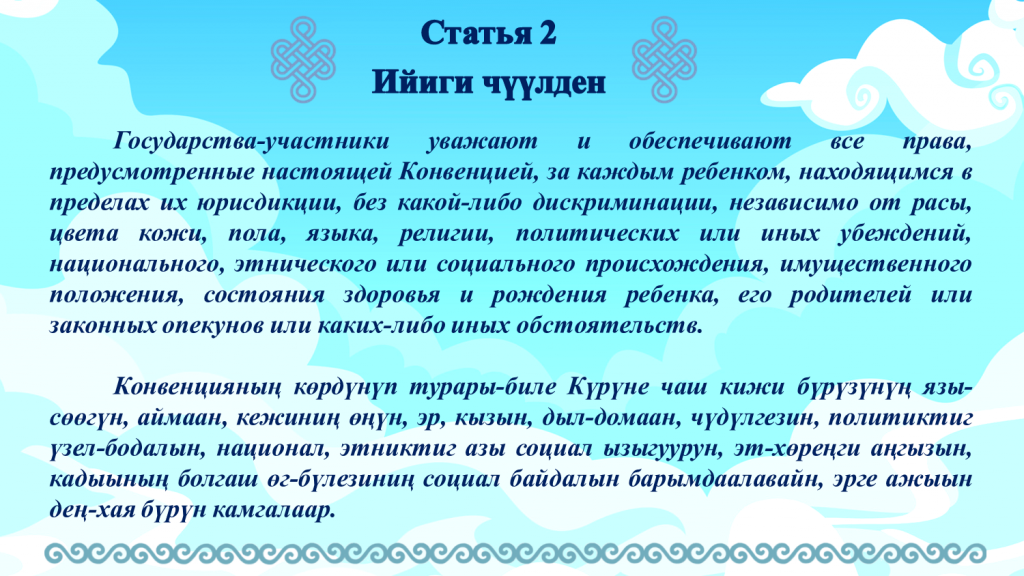 Статья 2
Ийиги чүүлден
Государства-участники уважают и обеспечивают все права,
предусмотренные настоящей Конвенцией, за каждым ребенком, находящимся в
пределах их юрисдикции, без какой-либо дискриминации, независимо от расы,
цвета кожи, пола, языка, религии, политических или иных убеждений,
национального, этнического или социального происхождения, имущественного
положения, состояния здоровья и рождения ребенка, его родителей или
законных опекунов или каких-либо иных обстоятельств.
Конвенцияның көрдүнүп турары-биле Күрүне чаш кижи бүрүзүнүң язы-
сөөгүн, аймаан, кежиниң өңүн, эр, кызын, дыл-домаан, чүдүлгезин, политиктиг
үзел-бодалын, национал, этниктиг азы социал ызыгуурун, эт-хөреңги аңгызын,
кадыының болгаш өг-бүлезиниң социал байдалын барымдаалавайн, эрге ажыын
дең-хая бүрүн камгалаар.